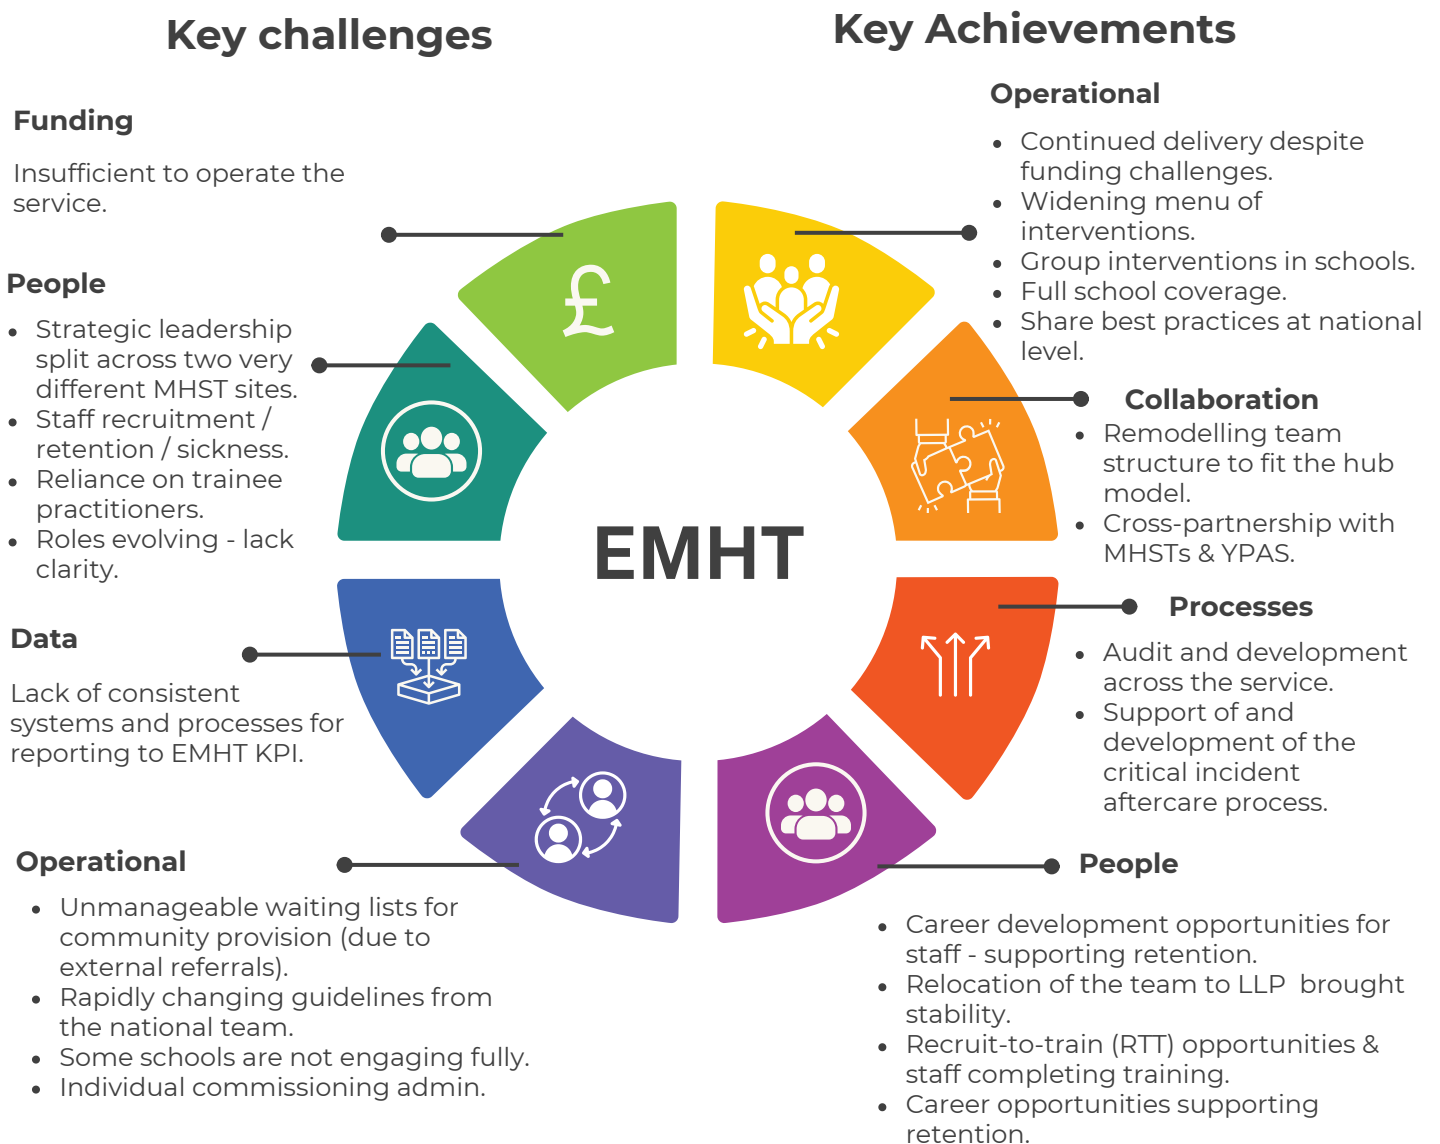 Key challenges
Funding
Insufficient to operate the
service.
People
• Strategic leadership
split across two very
different MHST sites.
• Staff recruitment /
retention / sickness.
• Reliance on trainee
practitioners.
• Roles evolving - lack
clarity.
Data
Lack of consistent
systems and processes for
reporting to EMHT KPI.
Operational
• Unmanageable waiting lists for
community provision (due to
external referrals).
• Rapidly changing guidelines from
the national team.
• Some schools are not engaging fully.
• Individual commissioning admin.
£
EMHT
Key Achievements
Operational
• Continued delivery despite
funding challenges.
• Widening menu of
interventions.
• Group interventions in schools.
• Full school coverage.
• Share best practices at national
level.
Collaboration
• Remodelling team
structure to fit the hub
model.
• Cross-partnership with
MHSTs & YPAS.
Processes
• Audit and development
across the service.
• Support of and
development of the
critical incident
aftercare process.
People
• Career development opportunities for
staff - supporting retention.
• Relocation of the team to LLP brought
stability.
• Recruit-to-train (RTT) opportunities &
staff completing training.
• Career opportunities supporting
retention.